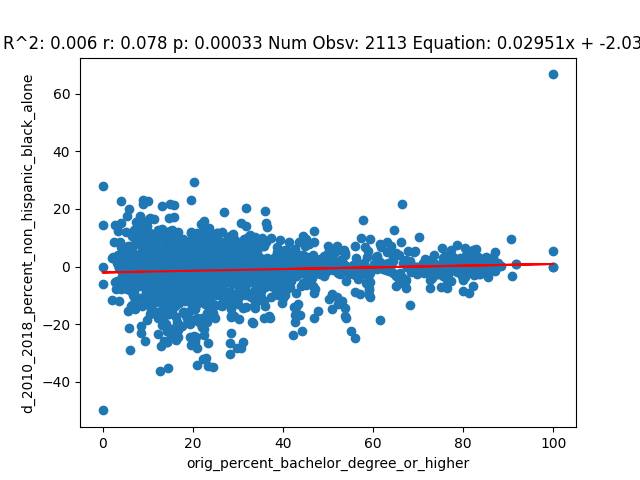 R^2: 0.006 r: 0.078 p: 0.00033 Num Obsv: 2113 Equation: 0.02951x + -2.03
d_2010_2018_percent_non_hispanic_black_alone
60
40
20
0
−20
−40
0 20 40 60 80 100
orig_percent_bachelor_degree_or_higher